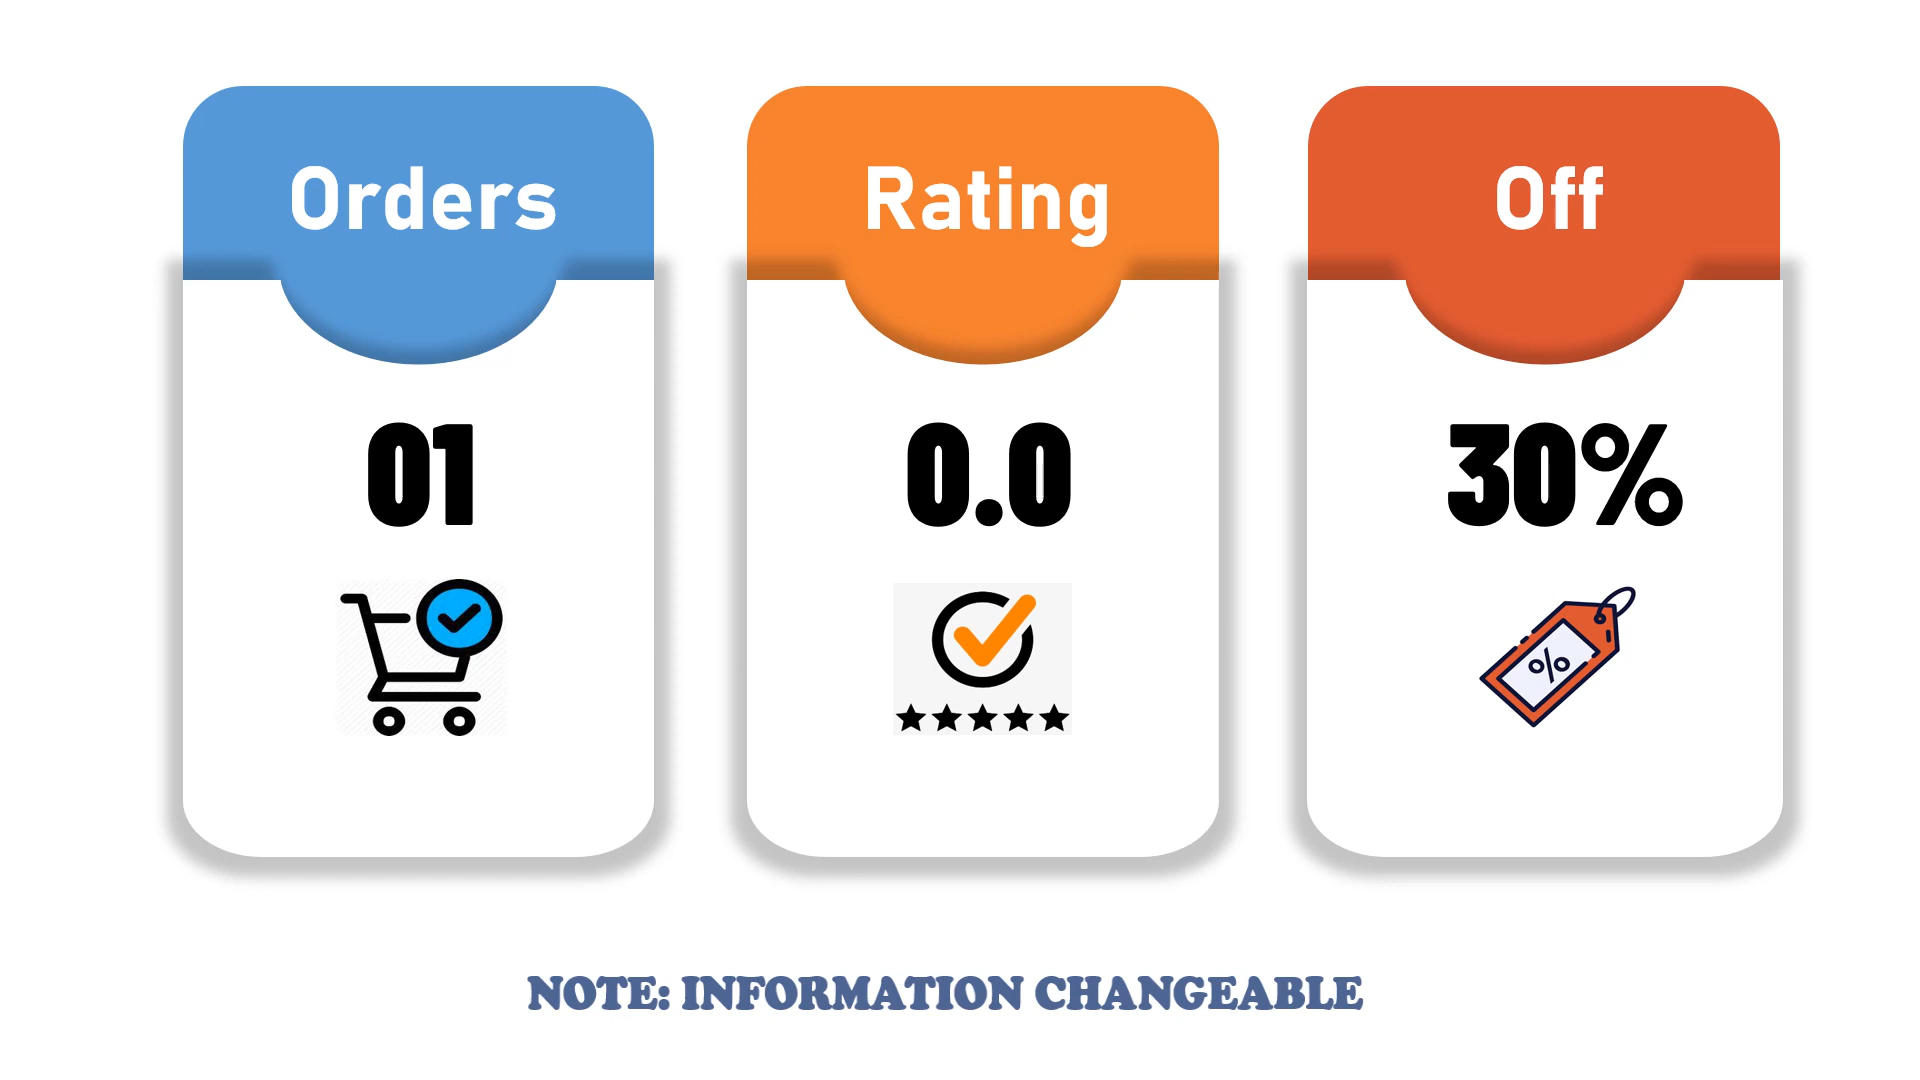 Orders
Rating
Off
01
0.0
30%
%
NOTE: INFORMATION CHANGEABLE